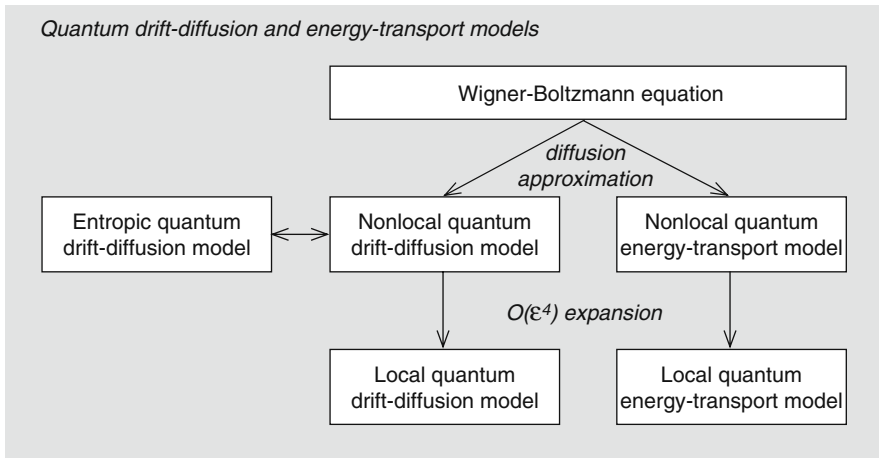 Quantum drift-diffusion and energy-transport models
Wigner-Boltzmann equation
diffusion
approximation
Entropic quantum
drift-diffusion model
Nonlocal quantum
drift-diffusion model
Nonlocal quantum
energy-transport model
O(ε⁴) expansion
Local quantum
drift-diffusion model
Local quantum
energy-transport model